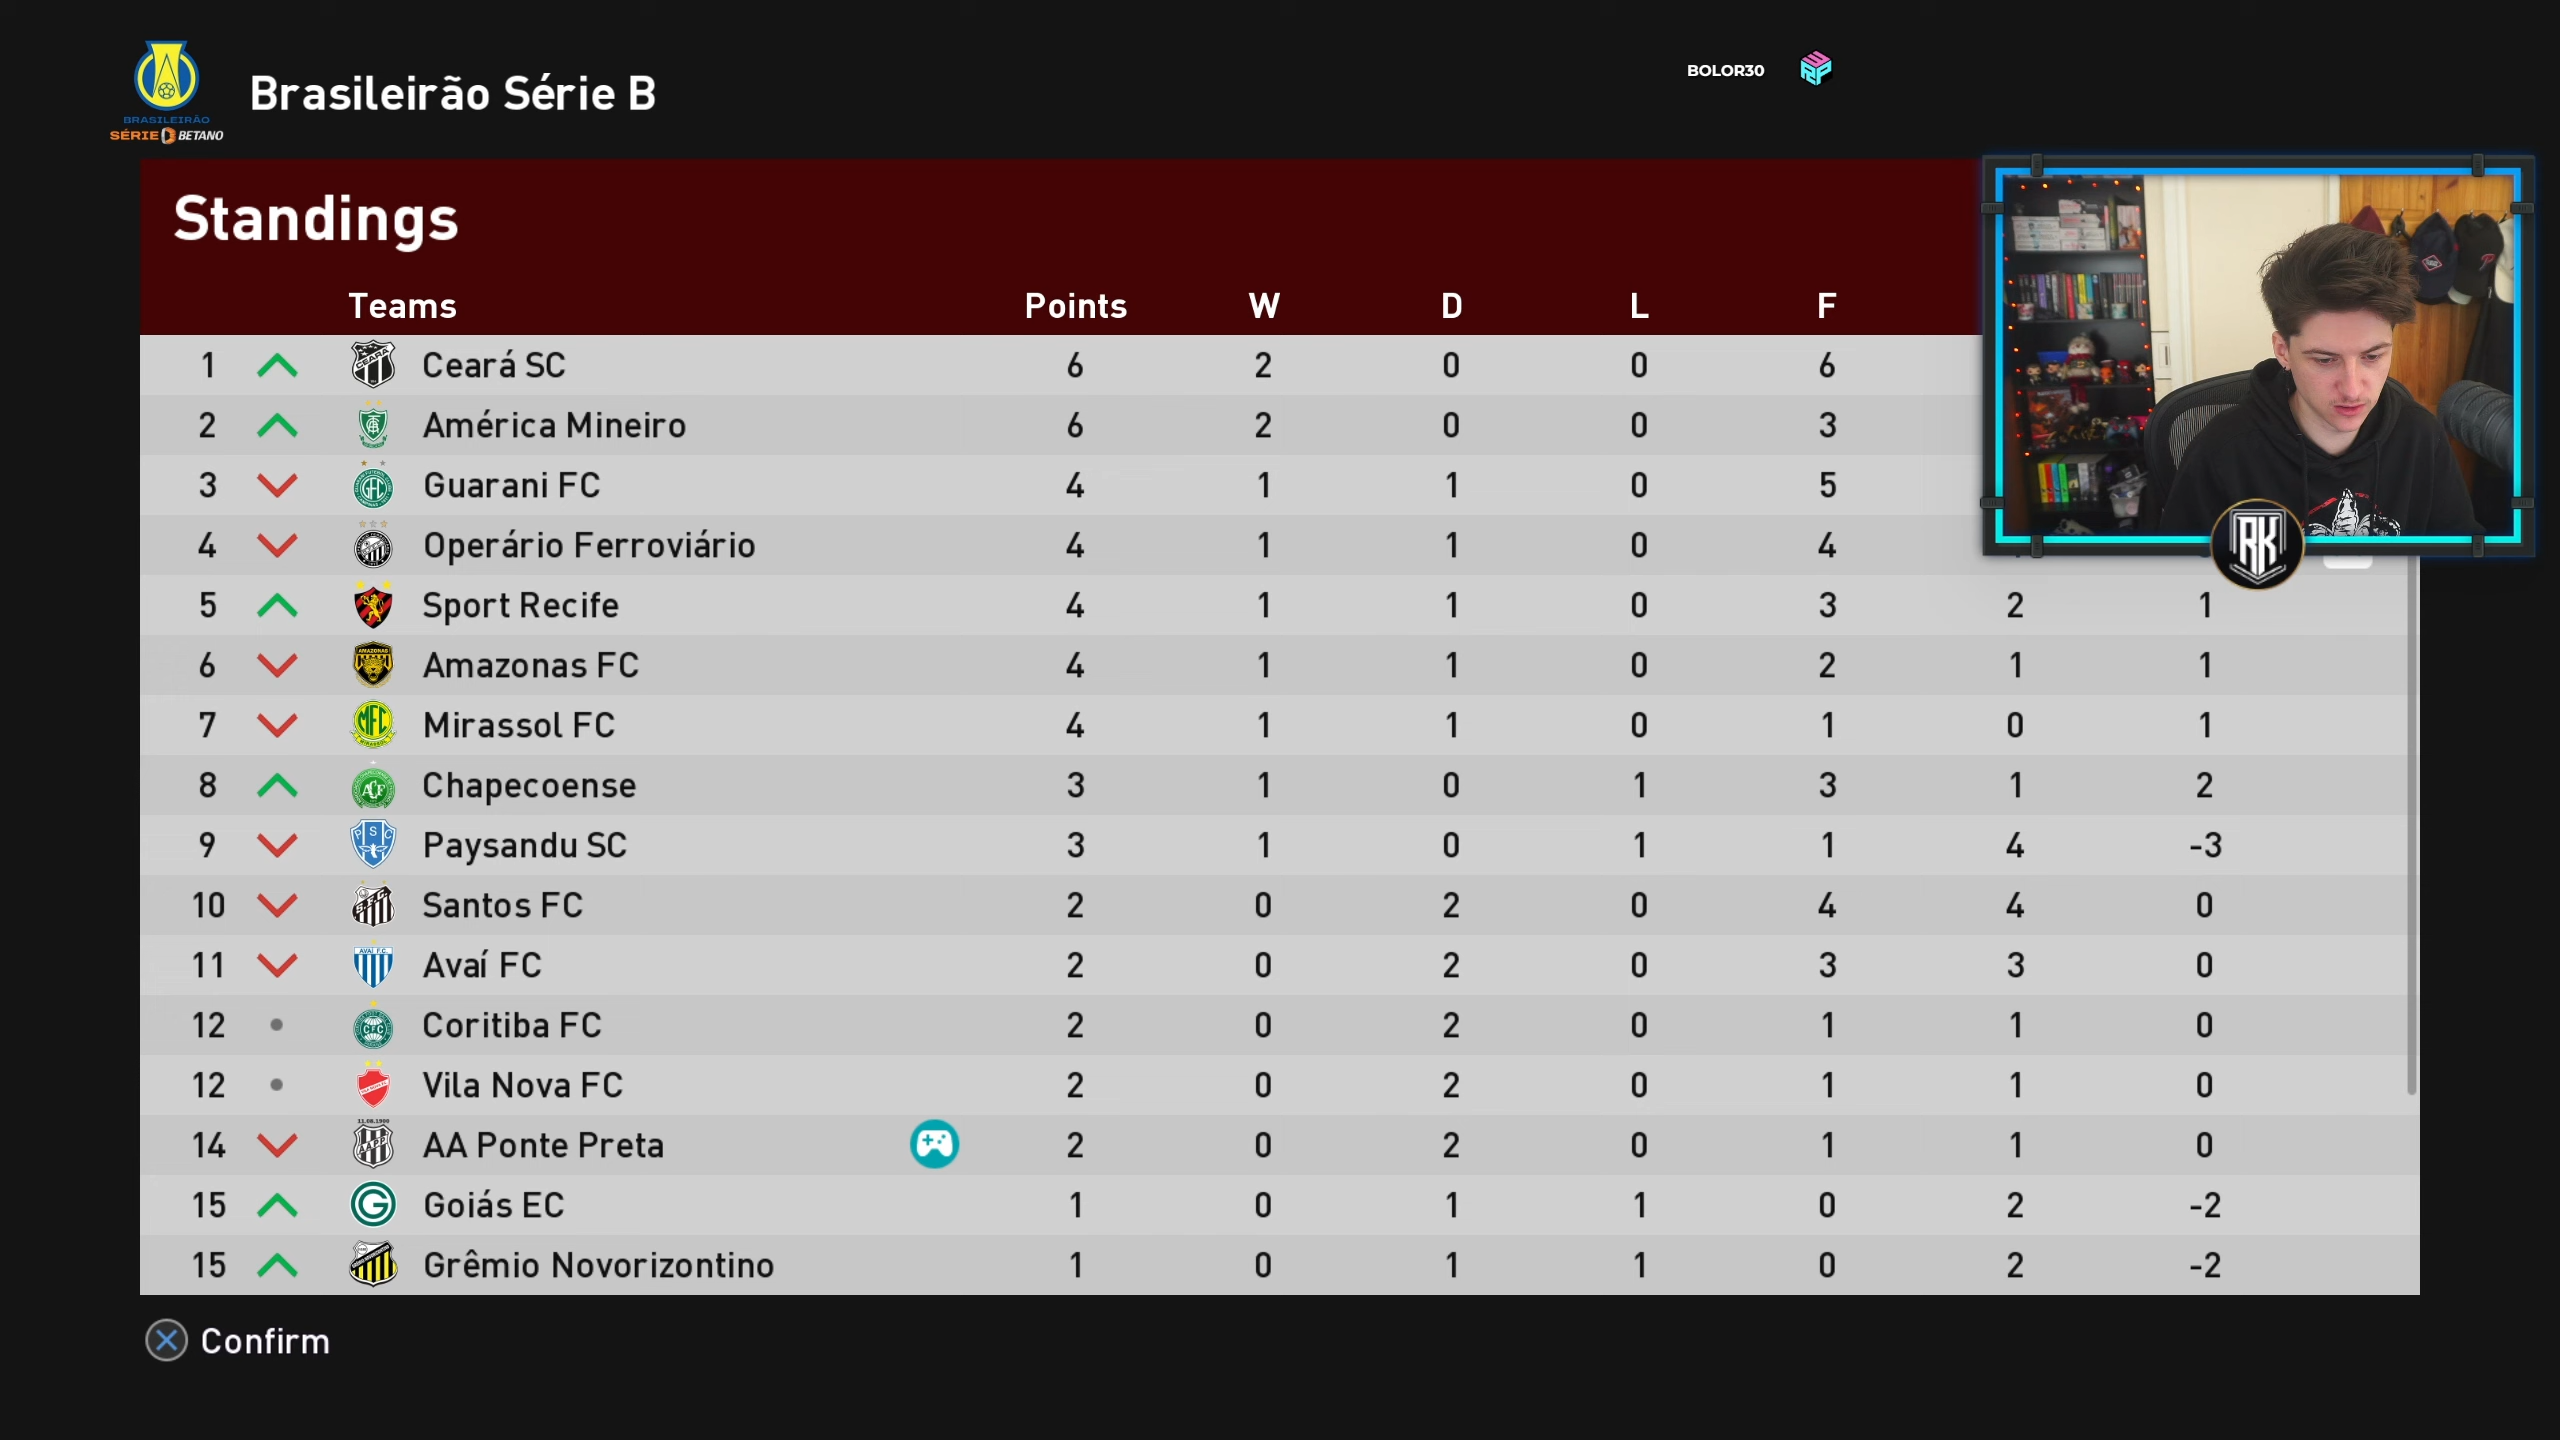 BRASILEIRÃO
SÉRIE B BETANO
Brasileirão Série B
BOLOR30
Standings
Teams Points W D L F
1 Ceará SC 6 2 0 0 6
2 América Mineiro 6 2 0 0 3
3 Guarani FC 4 1 1 0 5
4 Operário Ferroviário 4 1 1 0 4
5 Sport Recife 4 1 1 0 3 2 1
6 Amazonas FC 4 1 1 0 2 1 1
7 Mirassol FC 4 1 1 0 1 0 1
8 Chapecoense 3 1 0 1 3 1 2
9 Paysandu SC 3 1 0 1 1 4 -3
10 Santos FC 2 0 2 0 4 4 0
11 Avaí FC 2 0 2 0 3 3 0
12 Coritiba FC 2 0 2 0 1 1 0
12 Vila Nova FC 2 0 2 0 1 1 0
14 AA Ponte Preta 2 0 2 0 1 1 0
15 Goiás EC 1 0 1 1 0 2 -2
15 Grêmio Novorizontino 1 0 1 1 0 2 -2
RK
Confirm